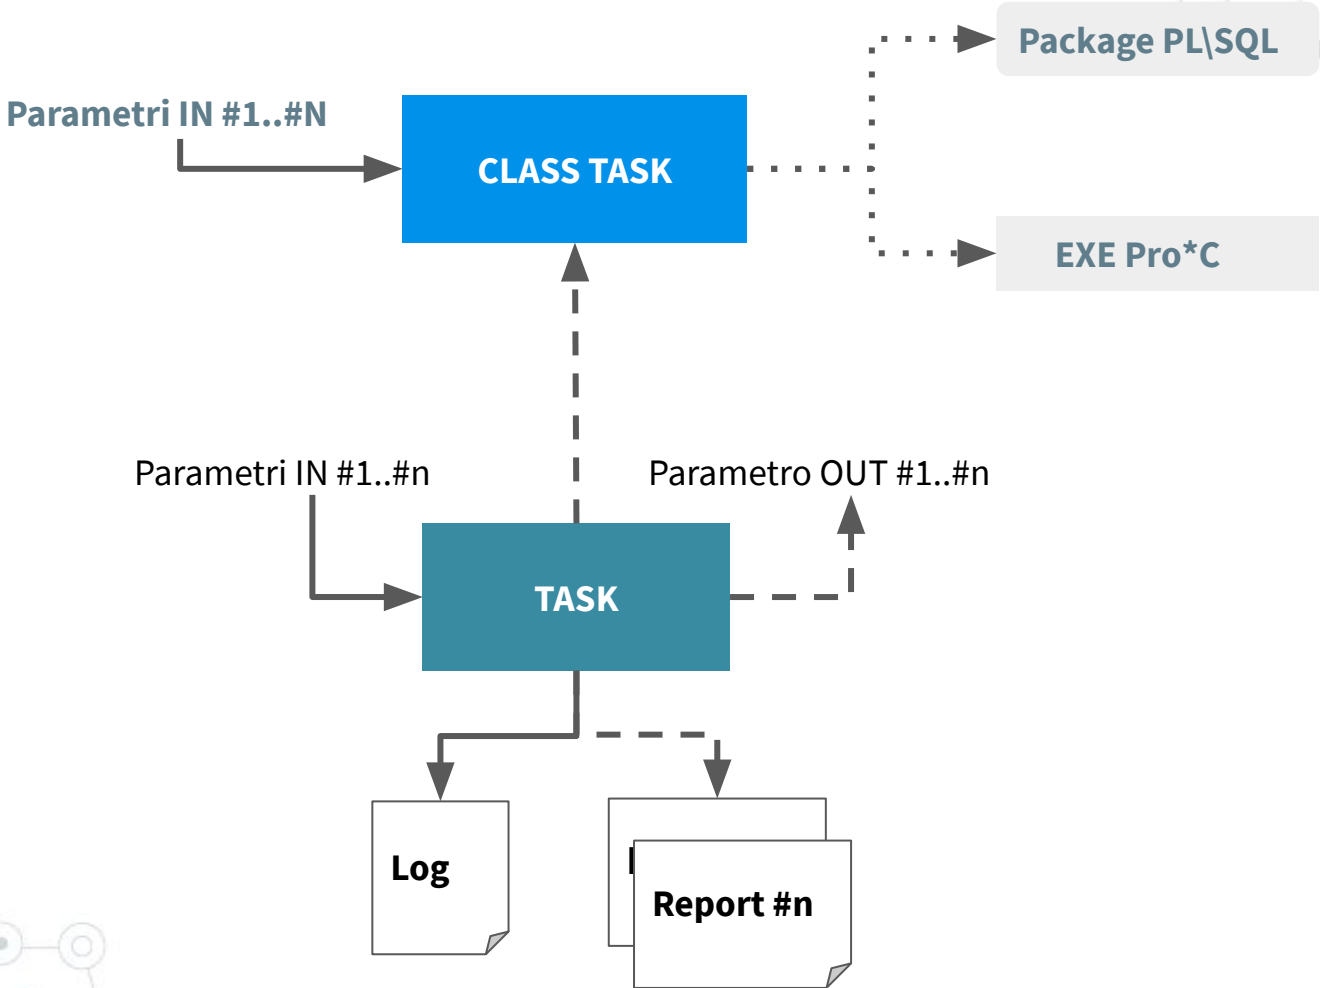 Package PL\SQL
Parametri IN #1..#N
CLASS TASK
EXE Pro*C
Parametri IN #1..#n
Parametro OUT #1..#n
TASK
Log
Report #n